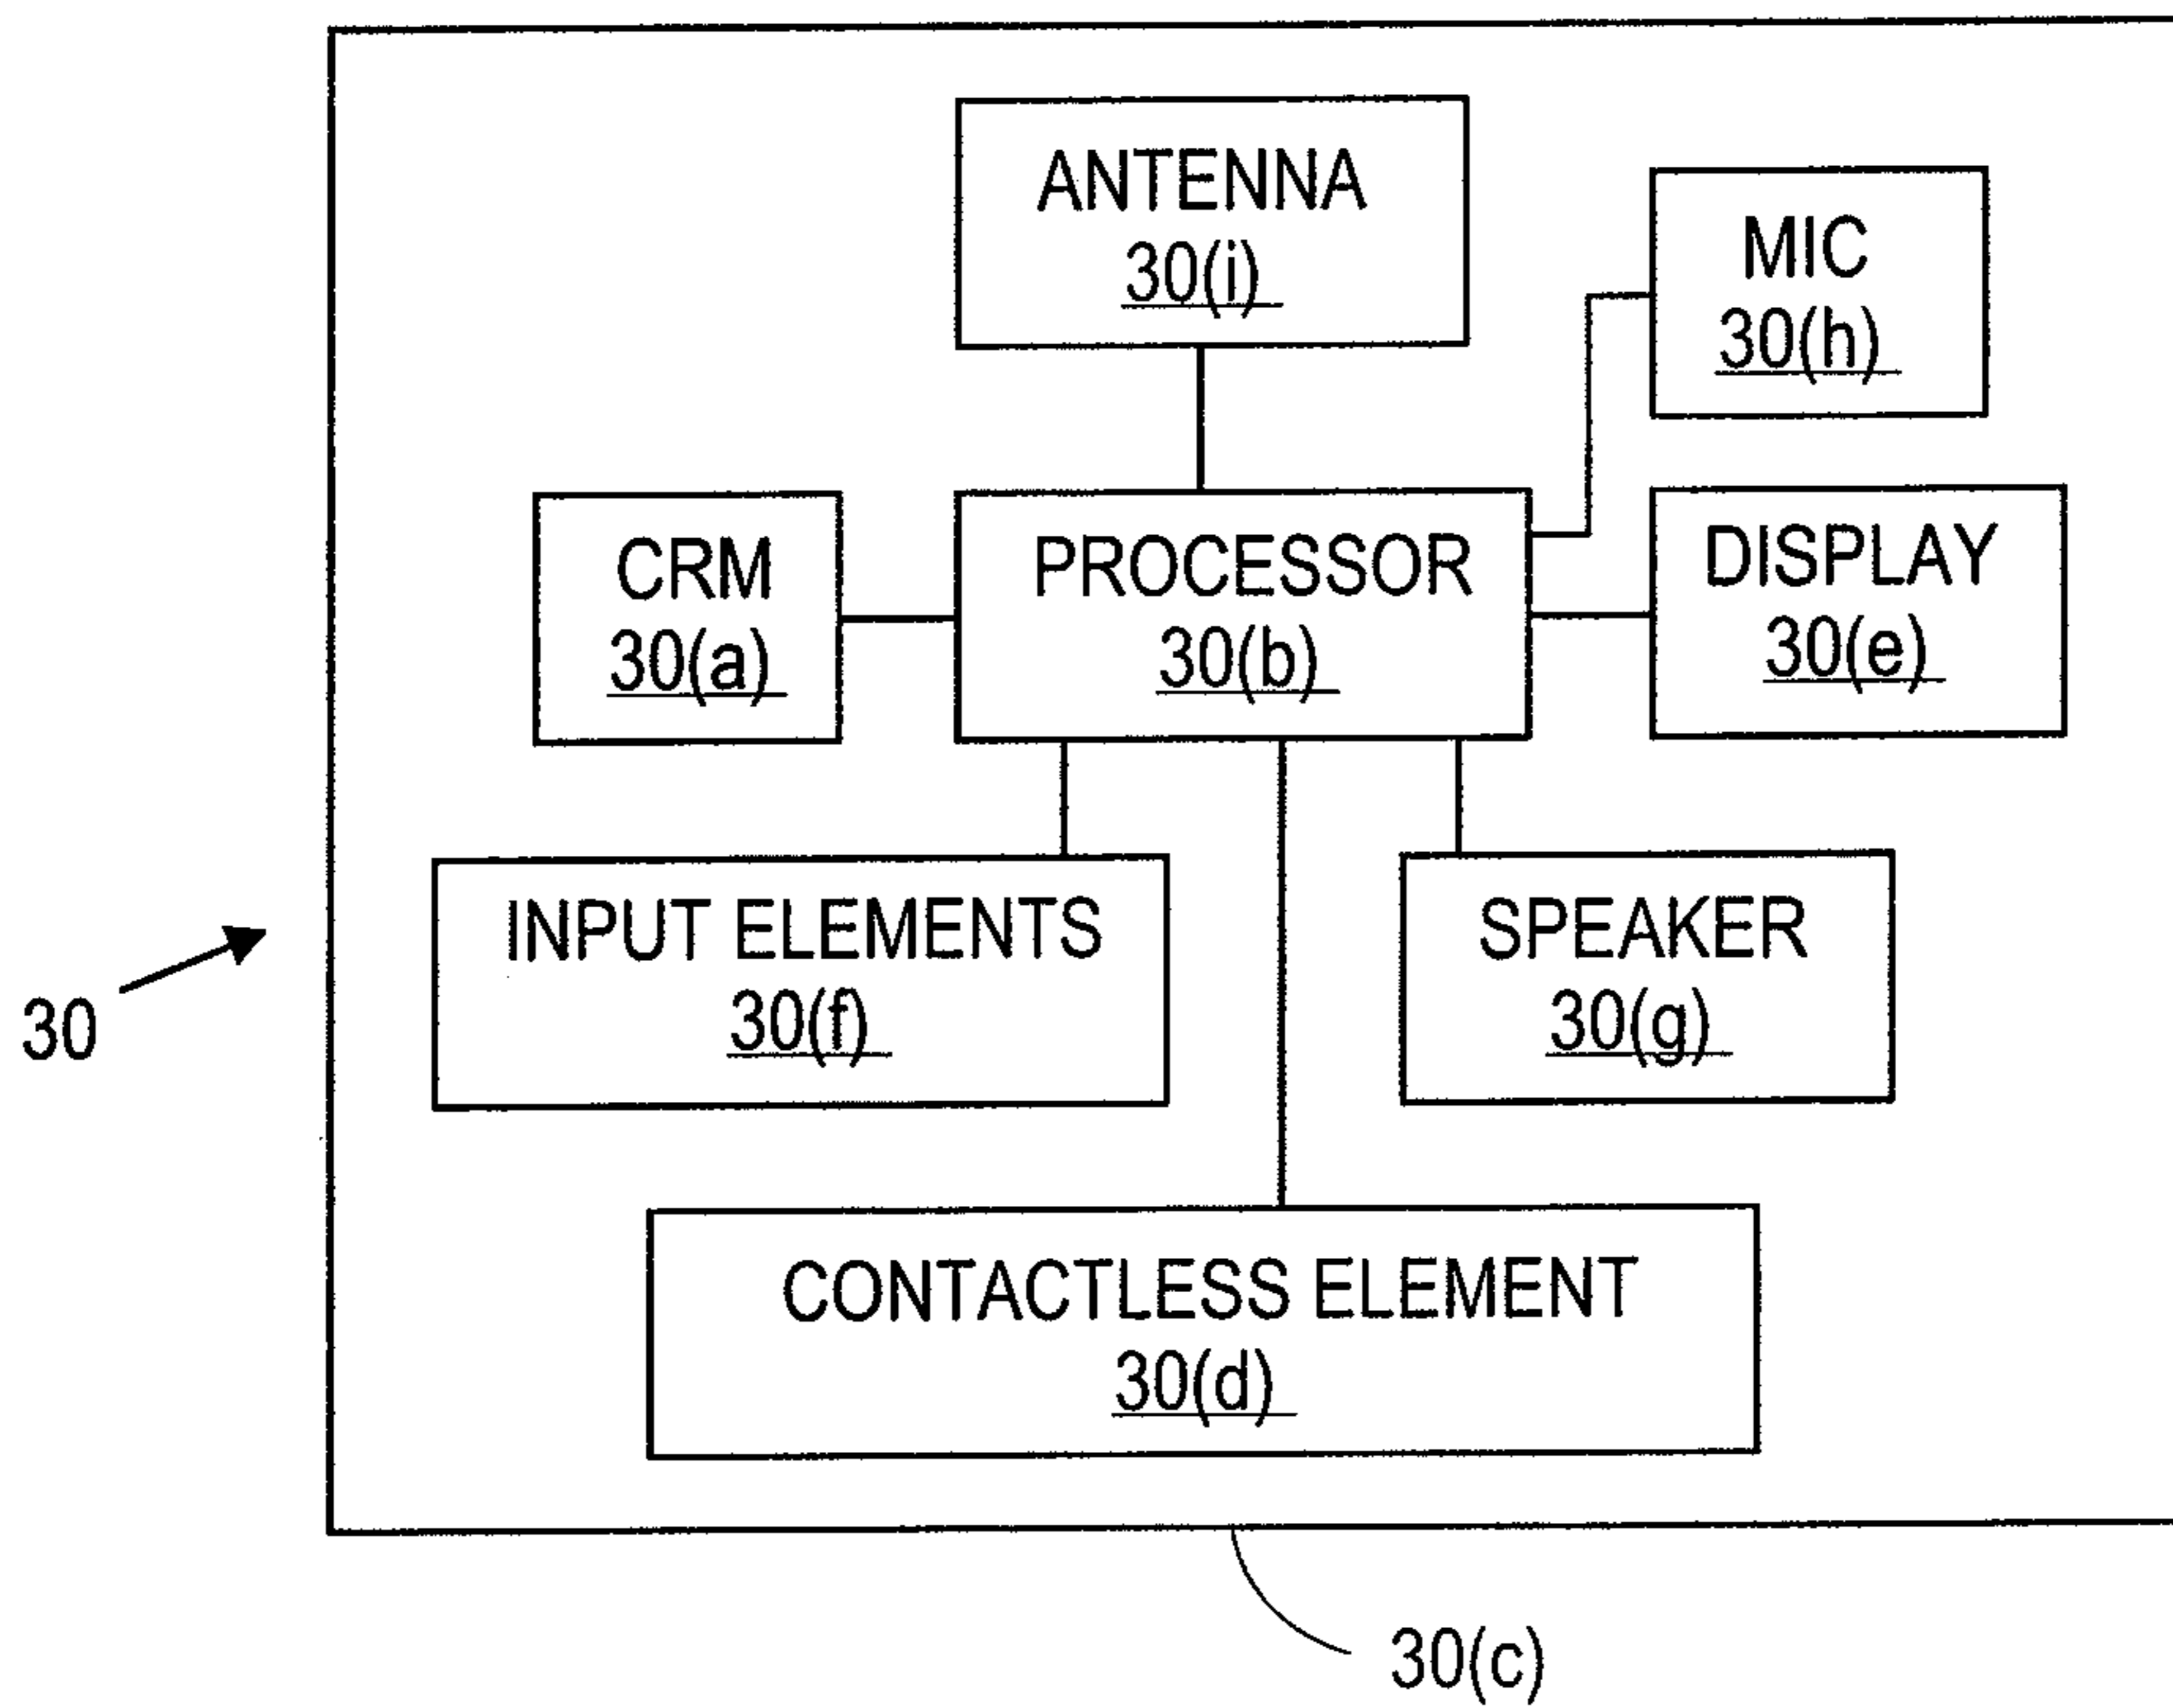 ANTENNA
30(i)
MIC
30(h)
CRM
30(a)
PROCESSOR
30(b)
DISPLAY
30(e)
INPUT ELEMENTS
30(f)
SPEAKER
30(g)
30
CONTACTLESS ELEMENT
30(d)
30(c)